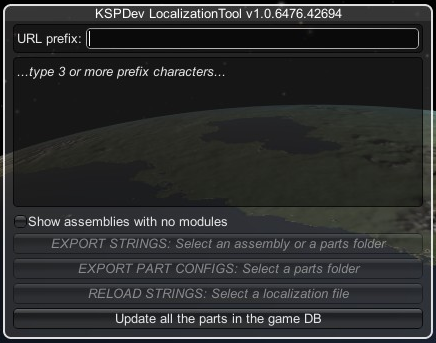 KSPDev LocalizationTool v1.0.6476.42694
URL prefix:
...type 3 or more prefix characters...
Show assemblies with no modules
EXPORT STRINGS: Select an assembly or a parts folder
EXPORT PART CONFIGS: Select a parts folder
RELOAD STRINGS: Select a localization file
Update all the parts in the game DB